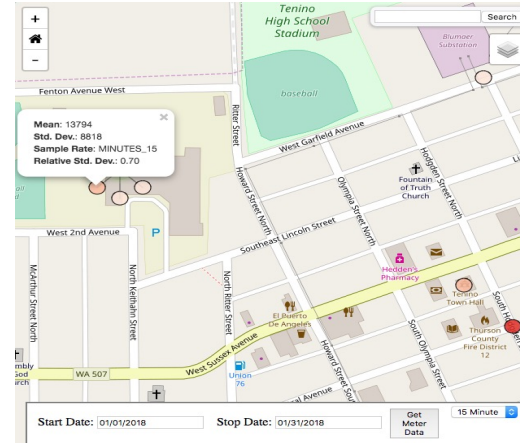 +
-
Search
Tenino
High School
Stadium
Blumaer
Substation
Fenton Avenue West
baseball
Mean: 13794
Std. Dev.: 8818
Sample Rate: MINUTES_15
Relative Std. Dev.: 0.70
×
Ritter Street
West Garfield Avenue
Hodgden Street North
Fountain
of Truth
Church
Howard Street North
Olympia Street North
West 2nd Avenue
P
Southeast Lincoln Street
Hedden's
Pharmacy
McArthur Street North
North Keithahn Street
North Ritter Street
Tenino
Town Hall
El Puerto
De Angeles
South Olympia Street
Thurson
County
Fire District
12
West Sussex Avenue
Union
76
WA 507
Howard Street Sou
Start Date: 01/01/2018
Stop Date: 01/31/2018
Get
Meter
Data
15 Minute